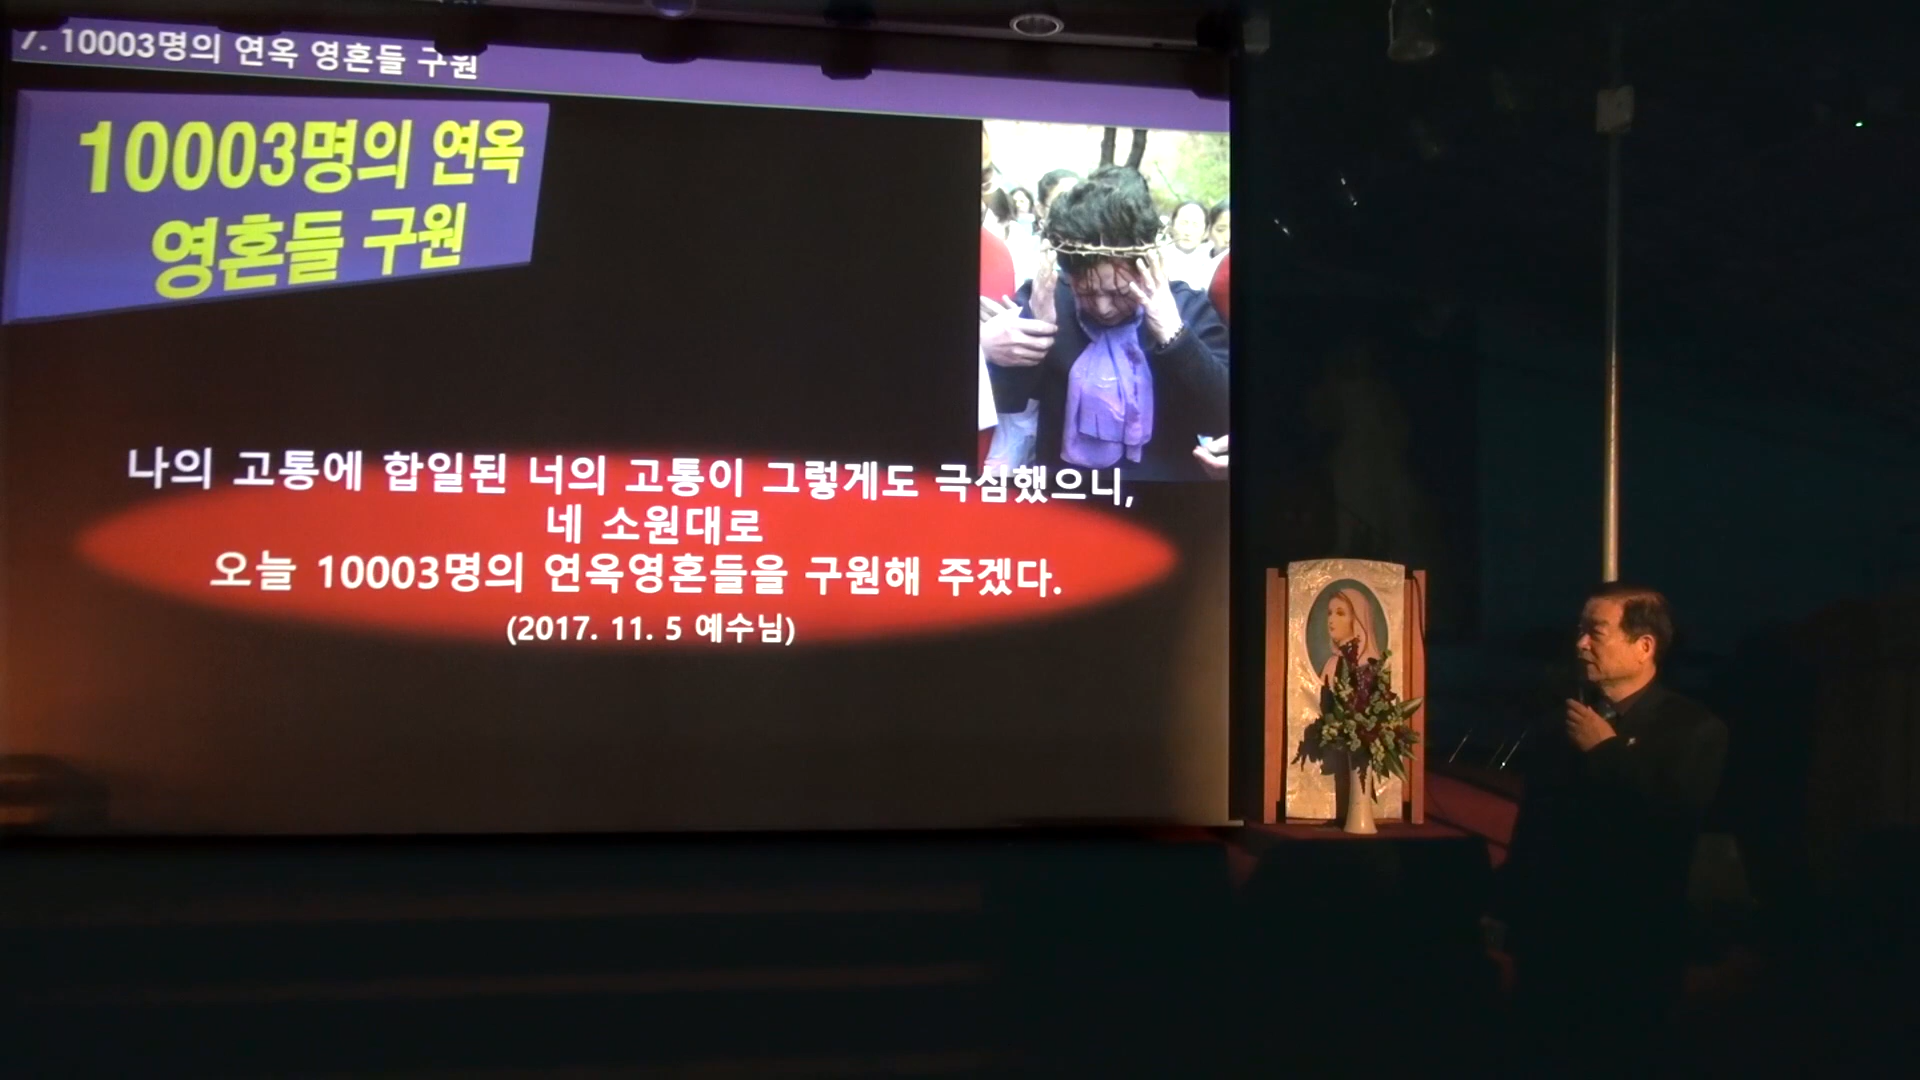 7. 10003명의 연옥 영혼들 구원
10003명의 연옥
영혼들 구원
나의 고통에 합일된 너의 고통이 그렇게도 극심했으니,
네 소원대로
오늘 10003명의 연옥영혼들을 구원해 주겠다.
(2017. 11. 5 예수님)